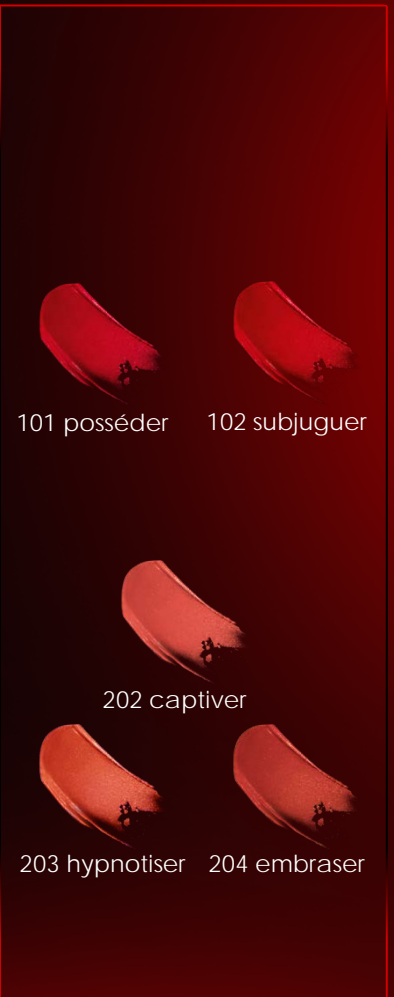 101 posséder
102 subjuguer
202 captiver
203 hypnotiser
204 embraser